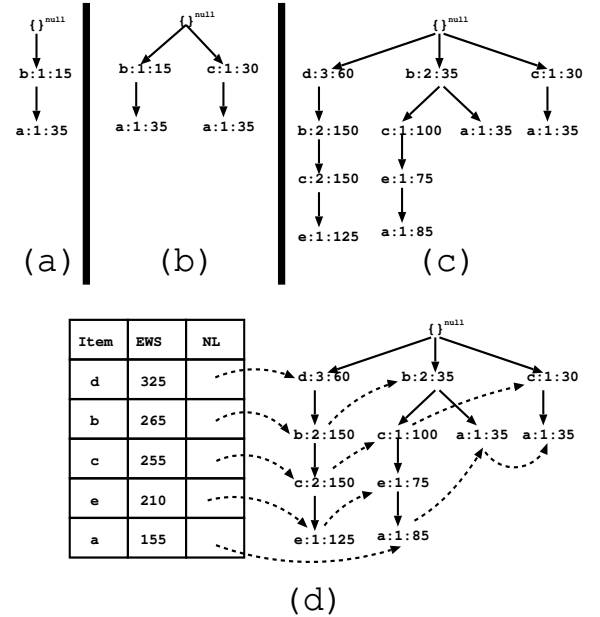 {}null
b:1:15
a:1:35
(a)
{}null
b:1:15 c:1:30
a:1:35 a:1:35
(b)
{}null
d:3:60 b:2:35 c:1:30
b:2:150 c:1:100 a:1:35 a:1:35
c:2:150 e:1:75
e:1:125 a:1:85
(c)
{}null
Item EWS NL
d 325
b 265
c 255
e 210
a 155
d:3:60 b:2:35 c:1:30
b:2:150 c:1:100 a:1:35 a:1:35
c:2:150 e:1:75
e:1:125 a:1:85
(d)